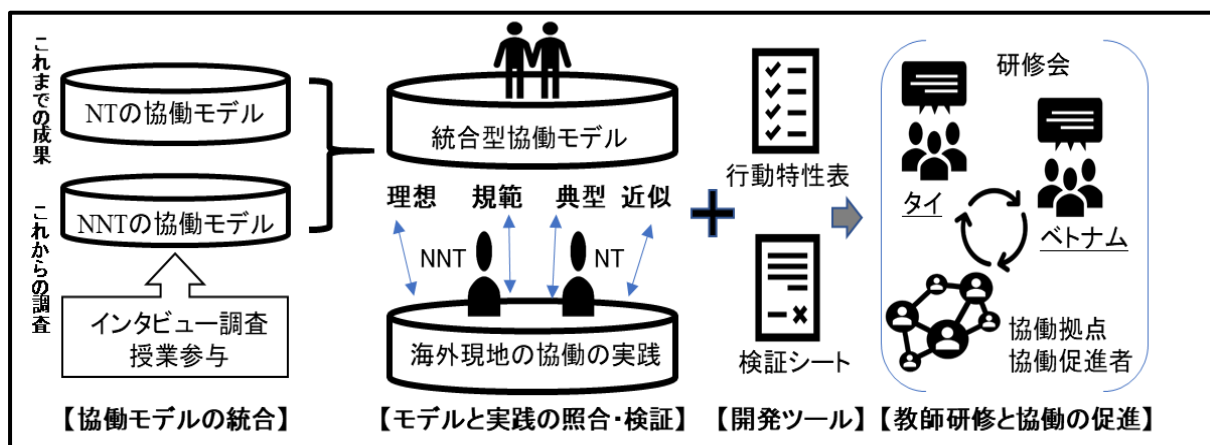 これまでの成果
NTの協働モデル
これからの調査
NNTの協働モデル
インタビュー調査
授業参与
【協働モデルの統合】
統合型協働モデル
理想 規範 典型 近似
NNT NT
海外現地の協働の実践
【モデルと実践の照合・検証】
行動特性表
検証シート
【開発ツール】
研修会
タイ
ベトナム
協働拠点
協働促進者
【教師研修と協働の促進】